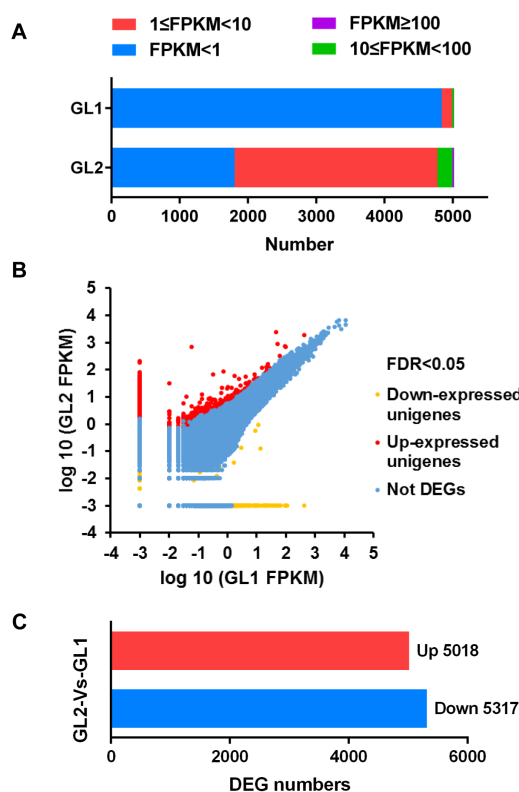 A
1≤FPKM<10
FPKM≥100
FPKM<1
10≤FPKM<100
GL1
GL2
0
1000
2000
3000
4000
5000
Number
B
5
4
3
2
1
0
-1
-2
-3
-4
log 10 (GL2 FPKM)
-4
-3
-2
-1
0
1
2
3
4
5
log 10 (GL1 FPKM)
FDR<0.05
Down-expressed
unigenes
Up-expressed
unigenes
Not DEGs
C
GL2-Vs-GL1
Up 5018
Down 5317
0
2000
4000
6000
DEG numbers